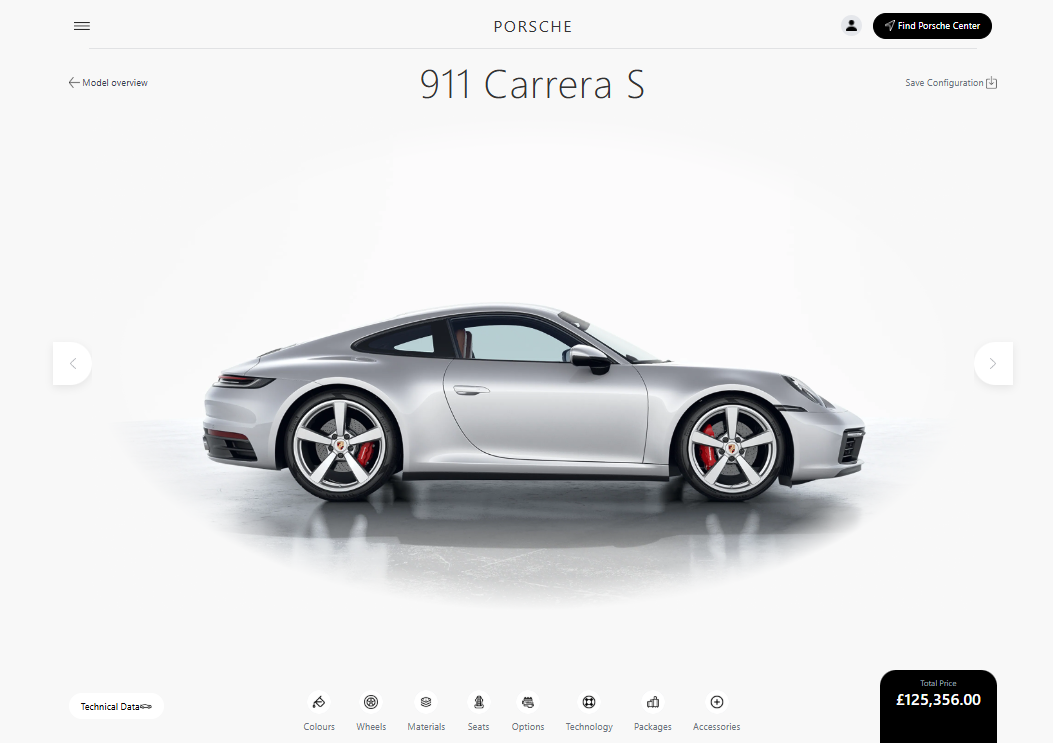 PORSCHE
Find Porsche Center
Model overview
911 Carrera S
Save Configuration
Technical Data
Colours
Wheels
Materials
Seats
Options
Technology
Packages
Accessories
Total Price
£125,356.00